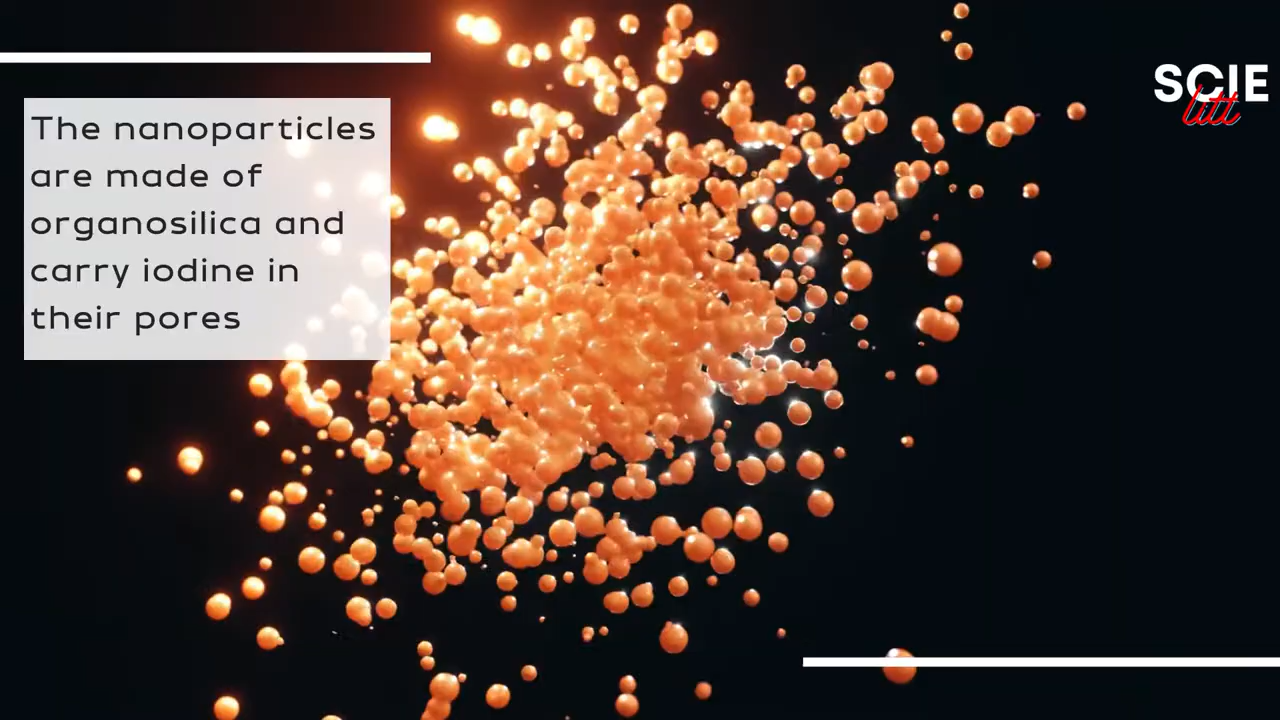 The nanoparticles
are made of
organosilica and
carry iodine in
their pores
SCIE
litt